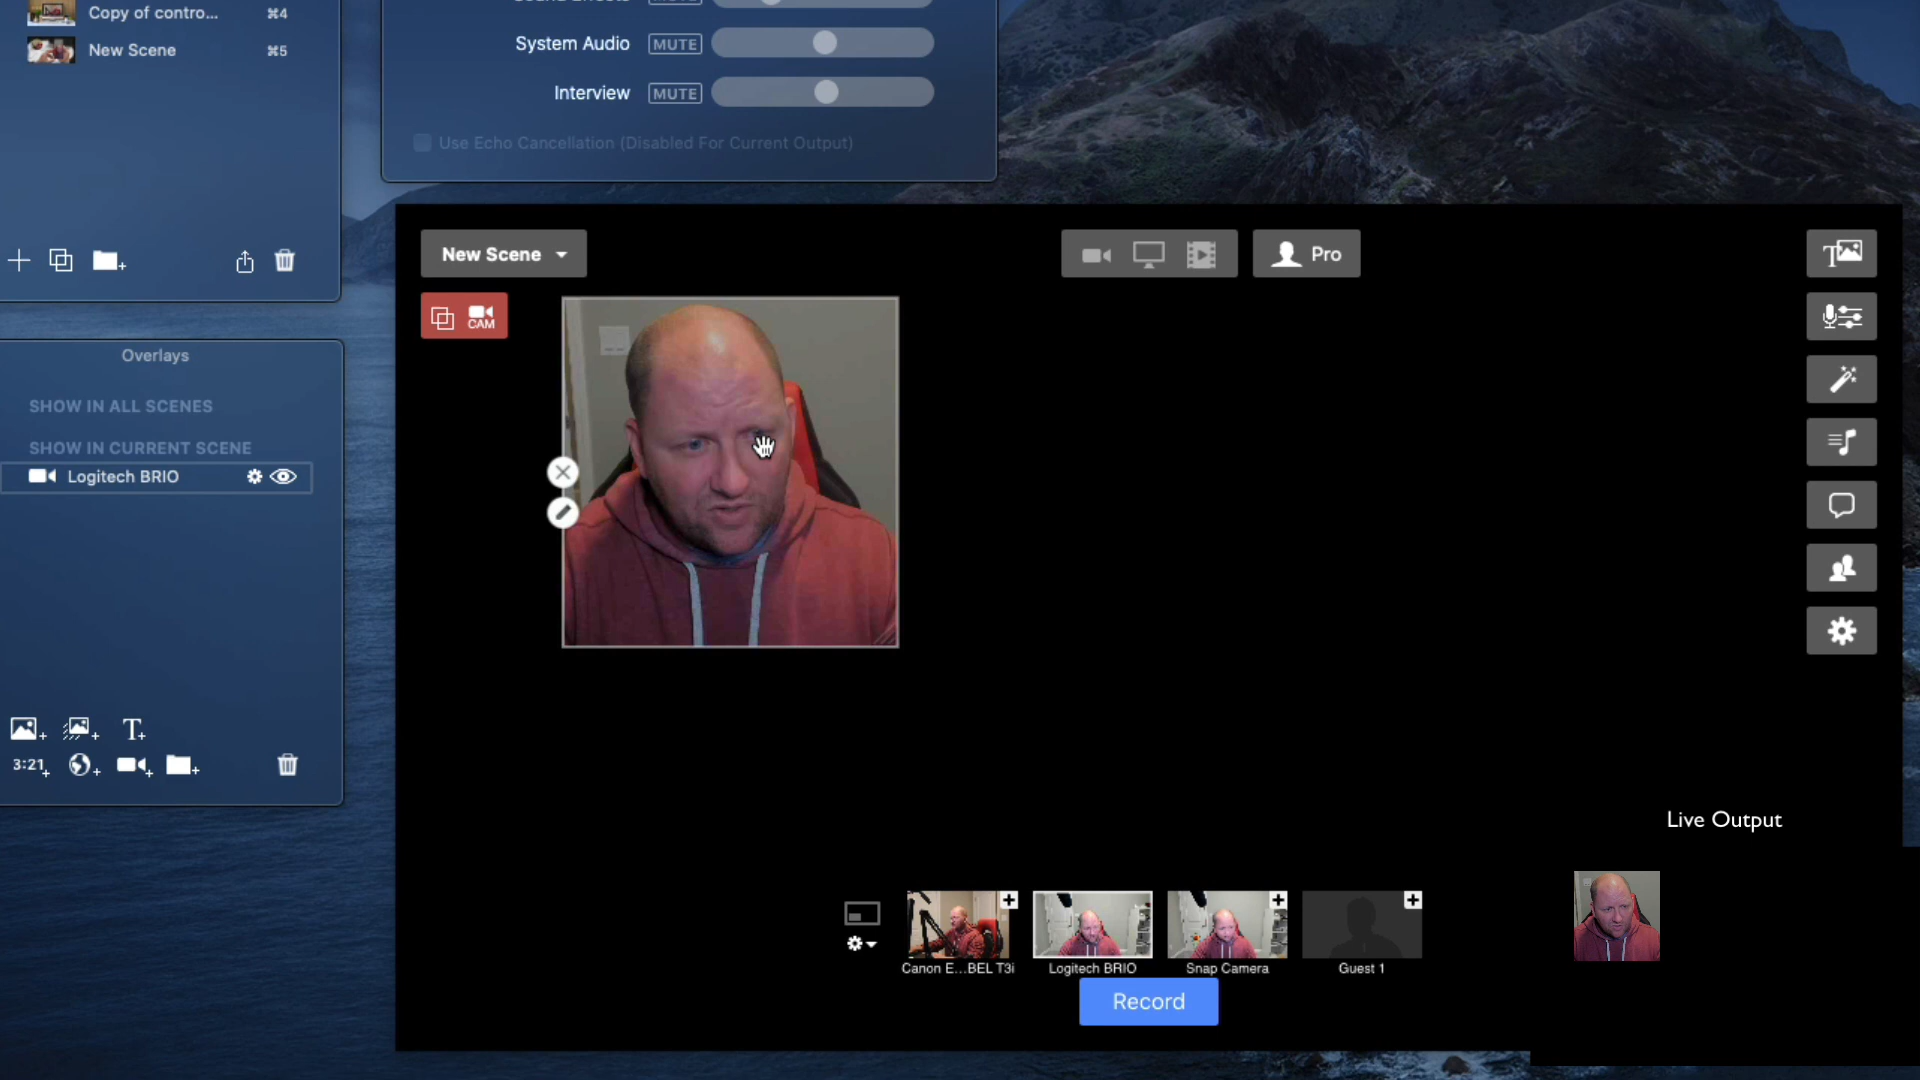 Copy of contro... ⌘4
New Scene ⌘5
System Audio MUTE
Interview MUTE
Use Echo Cancellation (Disabled For Current Output)
New Scene
Pro
CAM
Overlays
SHOW IN ALL SCENES
SHOW IN CURRENT SCENE
Logitech BRIO
T+
3:21+
Live Output
Canon E...BEL T3i
Logitech BRIO
Snap Camera
Guest 1
Record